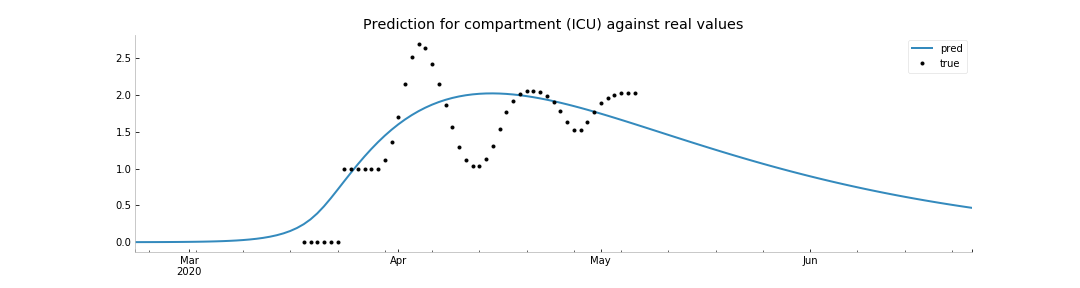 Prediction for compartment (ICU) against real values
pred
true
2.5
2.0
1.5
1.0
0.5
0.0
Mar
2020
Apr
May
Jun